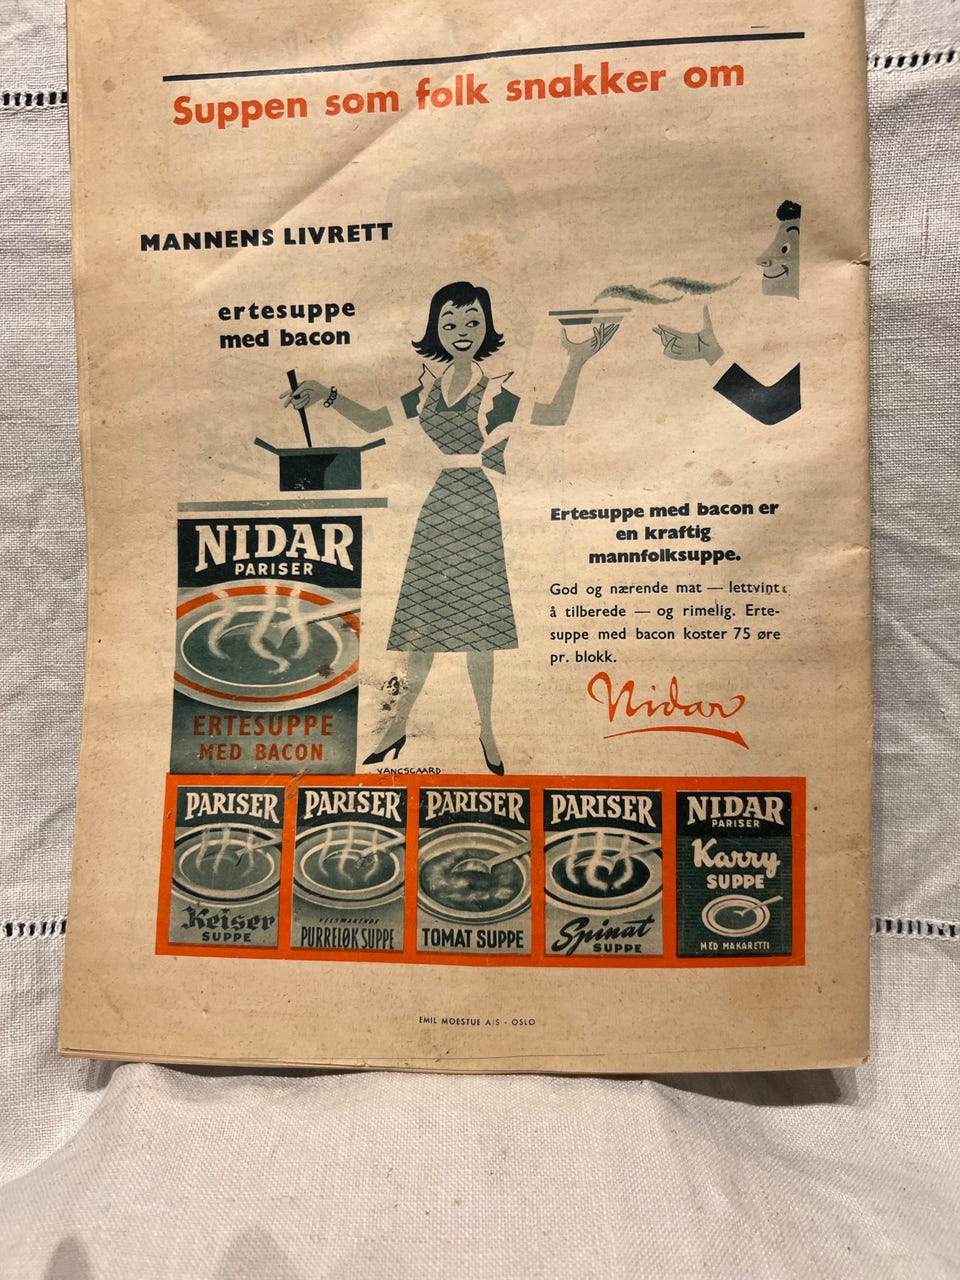 Suppen som folk snakker om
MANNENS LIVRETT
ertesuppe
med bacon
NIDAR
PARISER
ERTESUPPE
MED BACON
Ertesuppe med bacon er
en kraftig
mannfolksuppe.
God og nærende mat — lettvint
å tilberede — og rimelig. Erte-
suppe med bacon koster 75 øre
pr. blokk.
Nidar
VANGSGAARD
PARISER
Keiser
SUPPE
PARISER
VELSMAKENDE
PURRELØK SUPPE
PARISER
TOMAT SUPPE
PARISER
Spinat
SUPPE
NIDAR
PARISER
Karry
SUPPE
MED MAKARETTI
EMIL MOESTUE A/S - OSLO